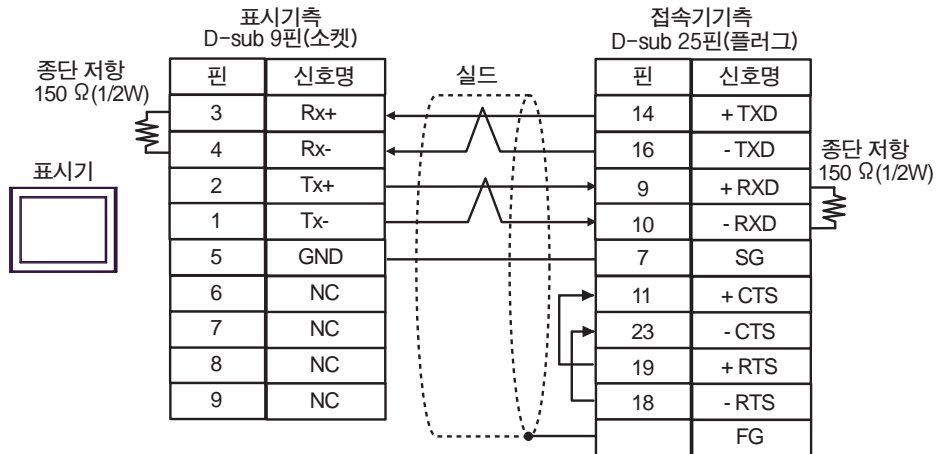 표시기측
D-sub 9핀(소켓)
접속기기측
D-sub 25핀(플러그)
종단 저항
150 Ω(1/2W)
핀 신호명
실드
핀 신호명
3 Rx+ 14 + TXD
4 Rx- 16 - TXD
종단 저항
150 Ω(1/2W)
표시기
2 Tx+ 9 + RXD
1 Tx- 10 - RXD
5 GND 7 SG
6 NC 11 + CTS
7 NC 23 - CTS
8 NC 19 + RTS
9 NC 18 - RTS
FG